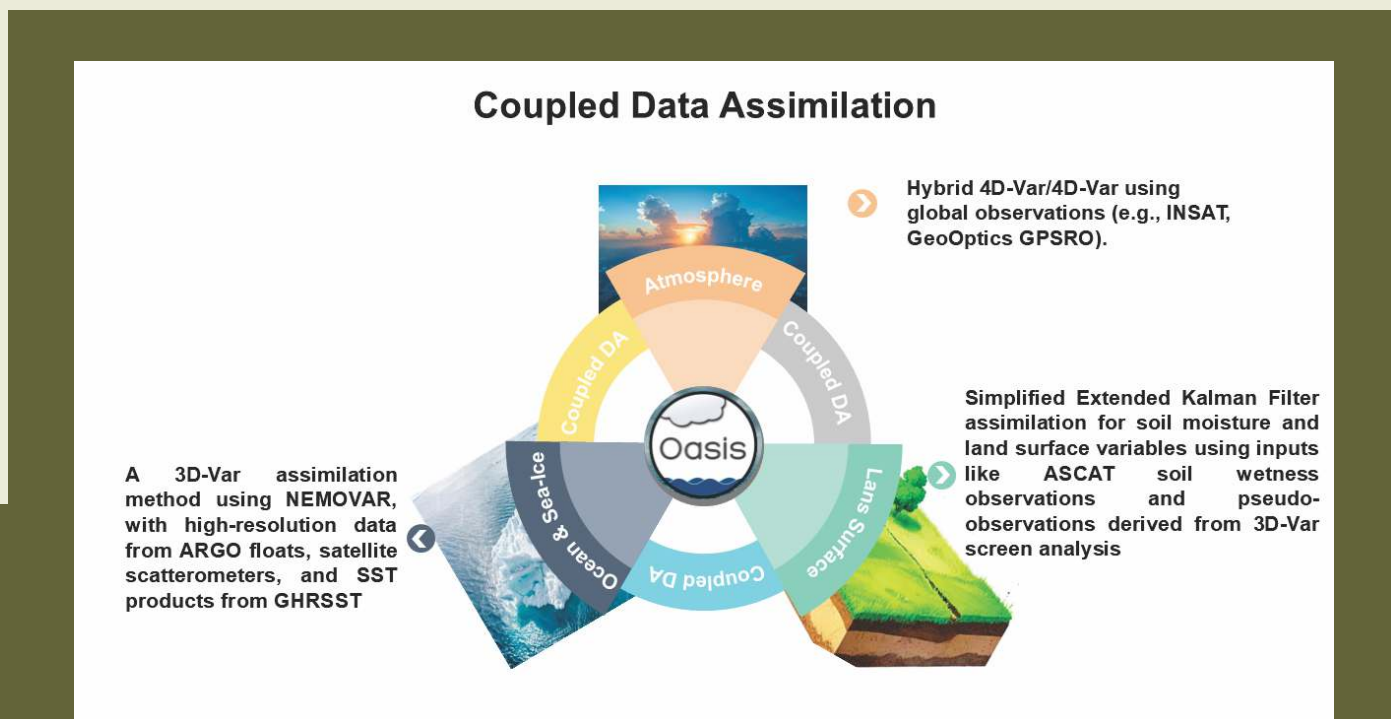 Coupled Data Assimilation
Hybrid 4D-Var/4D-Var using
global observations (e.g., INSAT,
GeoOptics GPSRO).
Atmosphere
Coupled DA
Coupled DA
Oasis
Simplified Extended Kalman Filter
assimilation for soil moisture and
land surface variables using inputs
like ASCAT soil wetness
observations and pseudo-
observations derived from 3D-Var
screen analysis
A 3D-Var assimilation
method using NEMOVAR,
with high-resolution data
from ARGO floats, satellite
scatterometers, and SST
products from GHRSST
Ocean & Sea-Ice
Lans Surface
Coupled DA